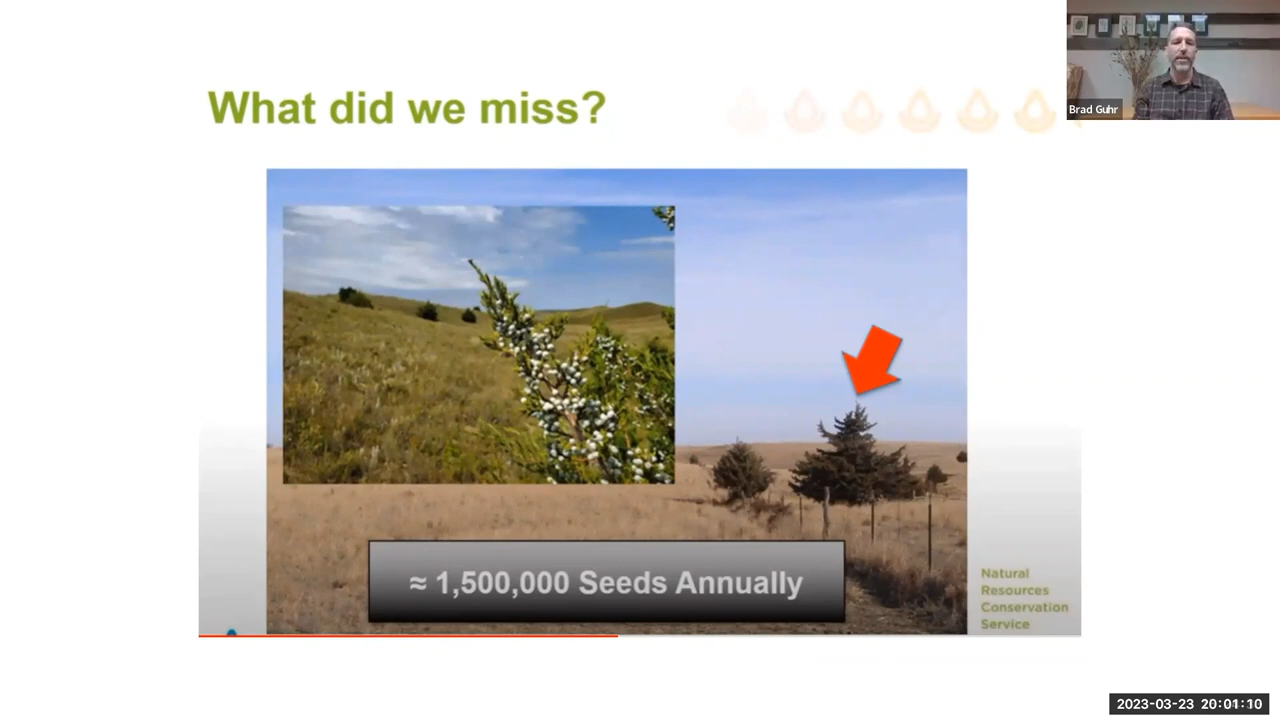 What did we miss?
Brad Guhr
≈ 1,500,000 Seeds Annually
Natural
Resources
Conservation
Service
2023-03-23 20:01:10